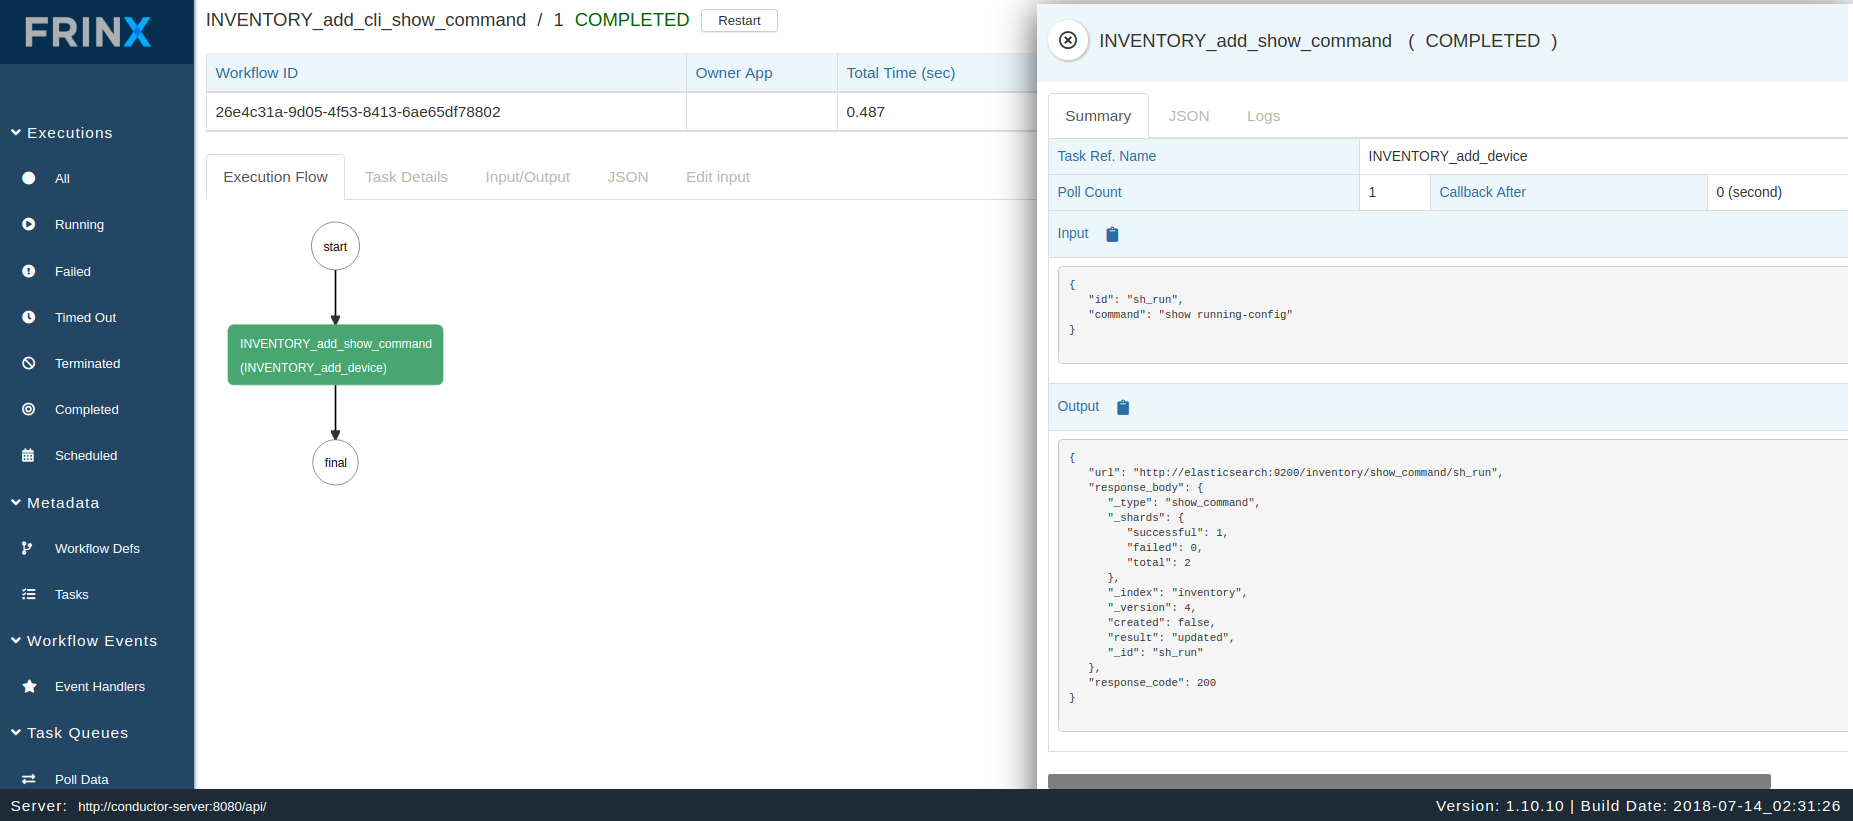 FRINX
Executions
All
Running
Failed
Timed Out
Terminated
Completed
Scheduled
Metadata
Workflow Defs
Tasks
Workflow Events
Event Handlers
Task Queues
Poll Data
INVENTORY_add_cli_show_command / 1 COMPLETED Restart
Workflow ID Owner App Total Time (sec)
26e4c31a-9d05-4f53-8413-6ae65df78802 0.487
Execution Flow Task Details Input/Output JSON Edit input
start
INVENTORY_add_show_command
(INVENTORY_add_device)
final
INVENTORY_add_show_command ( COMPLETED )
Summary JSON Logs
Task Ref. Name INVENTORY_add_device
Poll Count 1 Callback After 0 (second)
Input
{
"id": "sh_run",
"command": "show running-config"
}
Output
{
"url": "http://elasticsearch:9200/inventory/show_command/sh_run",
"response_body": {
"_type": "show_command",
"_shards": {
"successful": 1,
"failed": 0,
"total": 2
},
"_index": "inventory",
"_version": 4,
"created": false,
"result": "updated",
"_id": "sh_run"
},
"response_code": 200
}
Server: http://conductor-server:8080/api/
Version: 1.10.10 | Build Date: 2018-07-14_02:31:26